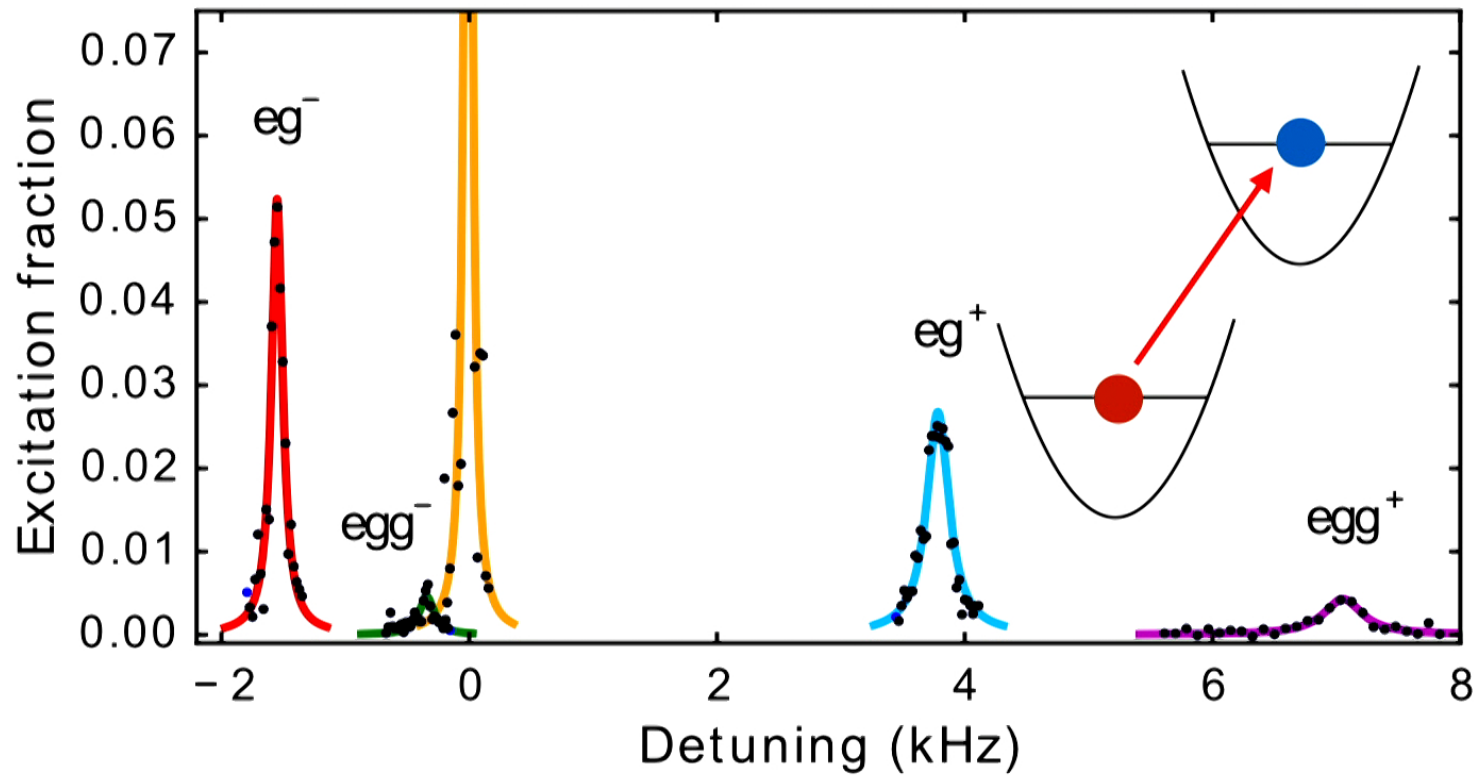 0.07
0.06
0.05
0.04
0.03
0.02
0.01
0.00
Excitation fraction
eg⁻
egg⁻
eg⁺
egg⁺
−2 0 2 4 6 8
Detuning (kHz)